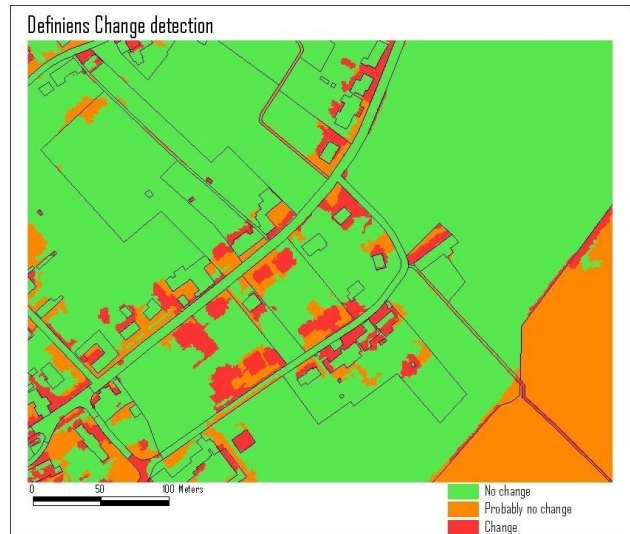 Definiens Change detection
0 50 100 Meters
No change
Probably no change
Change